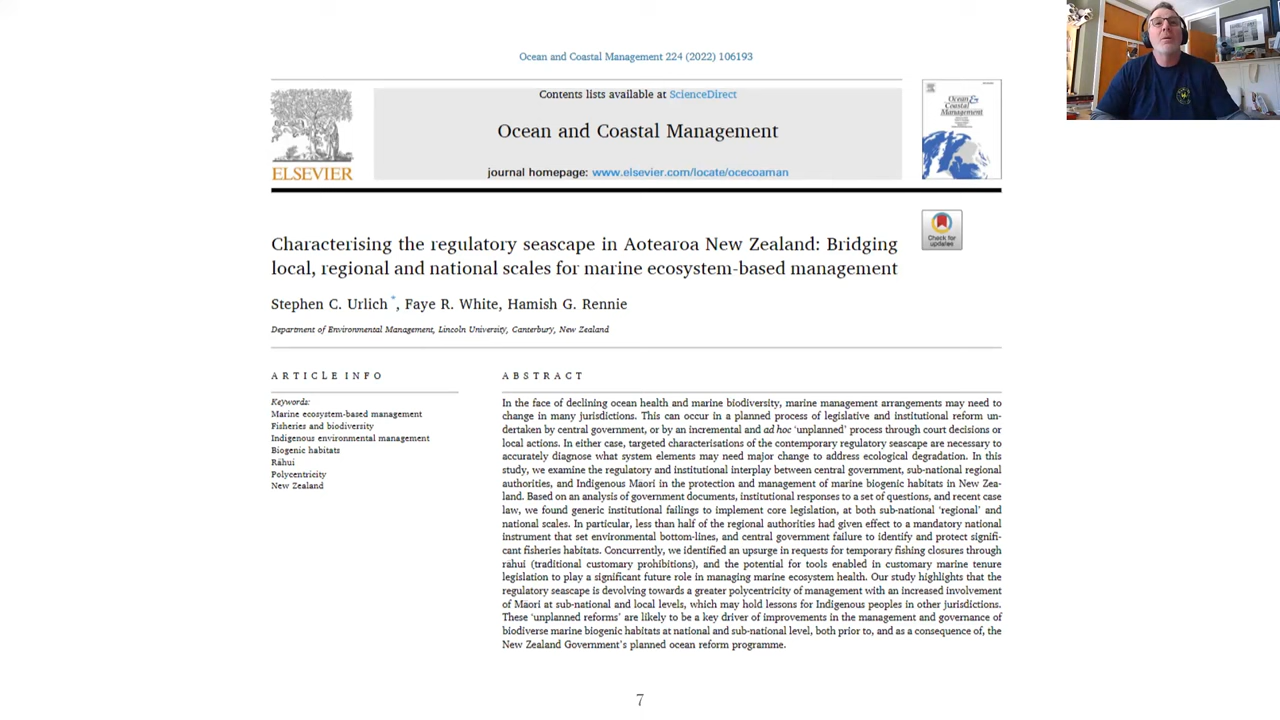 Ocean and Coastal Management 224 (2022) 106193
Contents lists available at ScienceDirect
Ocean and Coastal Management
journal homepage: www.elsevier.com/locate/ocecoaman
ELSEVIER
Ocean &
Coastal
Management
Check for
updates
Characterising the regulatory seascape in Aotearoa New Zealand: Bridging
local, regional and national scales for marine ecosystem-based management
Stephen C. Urlich *, Faye R. White, Hamish G. Rennie
Department of Environmental Management, Lincoln University, Canterbury, New Zealand
ARTICLE INFO
Keywords:
Marine ecosystem-based management
Fisheries and biodiversity
Indigenous environmental management
Biogenic habitats
Rāhui
Polycentricity
New Zealand
ABSTRACT
In the face of declining ocean health and marine biodiversity, marine management arrangements may need to
change in many jurisdictions. This can occur in a planned process of legislative and institutional reform un-
dertaken by central government, or by an incremental and ad hoc ‘unplanned’ process through court decisions or
local actions. In either case, targeted characterisations of the contemporary regulatory seascape are necessary to
accurately diagnose what system elements may need major change to address ecological degradation. In this
study, we examine the regulatory and institutional interplay between central government, sub-national regional
authorities, and Indigenous Māori in the protection and management of marine biogenic habitats in New Zea-
land. Based on an analysis of government documents, institutional responses to a set of questions, and recent case
law, we found generic institutional failings to implement core legislation, at both sub-national ‘regional’ and
national scales. In particular, less than half of the regional authorities had given effect to a mandatory national
instrument that set environmental bottom-lines, and central government failure to identify and protect signifi-
cant fisheries habitats. Concurrently, we identified an upsurge in requests for temporary fishing closures through
rahui (traditional customary prohibitions), and the potential for tools enabled in customary marine tenure
legislation to play a significant future role in managing marine ecosystem health. Our study highlights that the
regulatory seascape is devolving towards a greater polycentricity of management with an increased involvement
of Māori at sub-national and local levels, which may hold lessons for Indigenous peoples in other jurisdictions.
These ‘unplanned reforms’ are likely to be a key driver of improvements in the management and governance of
biodiverse marine biogenic habitats at national and sub-national level, both prior to, and as a consequence of, the
New Zealand Government's planned ocean reform programme.
7